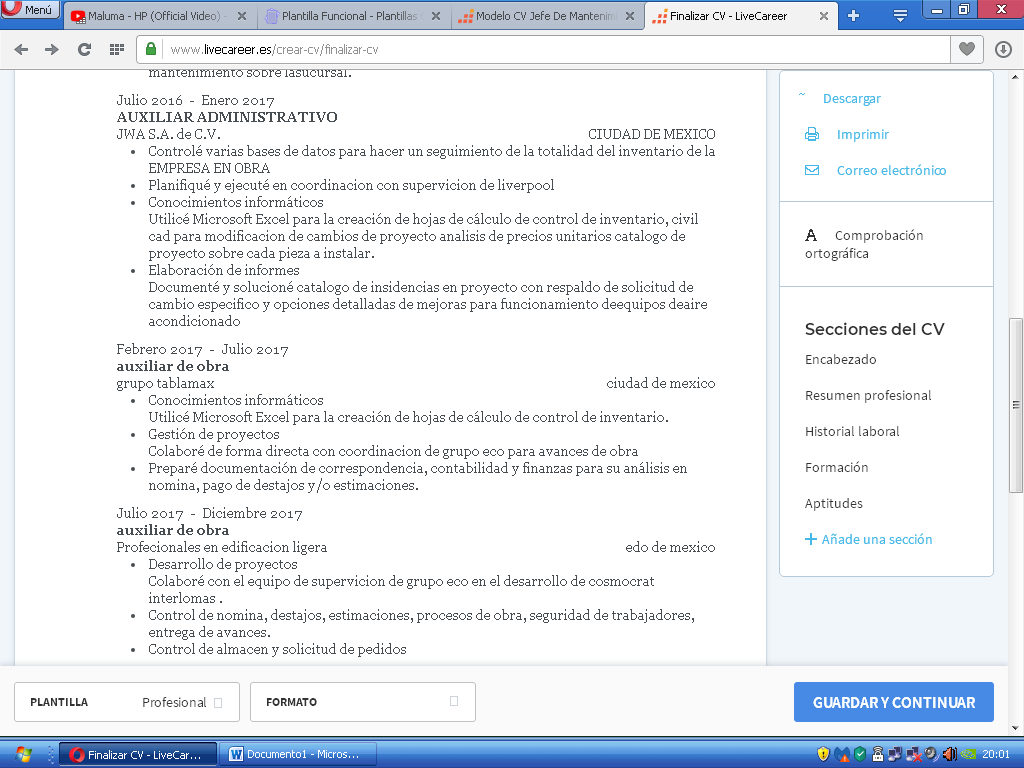 Menú
Maluma - HP (Official Video) -
Plantilla Funcional - Plantillas
Modelo CV Jefe De Mantenim
Finalizar CV - LiveCareer
www.livecareer.es/crear-cv/finalizar-cv
mantenimiento sobre lasucursal.
Julio 2016 - Enero 2017
AUXILIAR ADMINISTRATIVO
JWA S.A. de C.V. CIUDAD DE MEXICO
• Controlé varias bases de datos para hacer un seguimiento de la totalidad del inventario de la
EMPRESA EN OBRA
• Planifiqué y ejecuté en coordinacion con supervicion de liverpool
• Conocimientos informáticos
Utilicé Microsoft Excel para la creación de hojas de cálculo de control de inventario, civil
cad para modificacion de cambios de proyecto analisis de precios unitarios catalogo de
proyecto sobre cada pieza a instalar.
• Elaboración de informes
Documenté y solucioné catalogo de insidencias en proyecto con respaldo de solicitud de
cambio especifico y opciones detalladas de mejoras para funcionamiento deequipos deaire
acondicionado
Febrero 2017 - Julio 2017
auxiliar de obra
grupo tablamax ciudad de mexico
• Conocimientos informáticos
Utilicé Microsoft Excel para la creación de hojas de cálculo de control de inventario.
• Gestión de proyectos
Colaboré de forma directa con coordinacion de grupo eco para avances de obra
• Preparé documentación de correspondencia, contabilidad y finanzas para su análisis en
nomina, pago de destajos y/o estimaciones.
Julio 2017 - Diciembre 2017
auxiliar de obra
Profecionales en edificacion ligera edo de mexico
• Desarrollo de proyectos
Colaboré con el equipo de supervicion de grupo eco en el desarrollo de cosmocrat
interlomas .
• Control de nomina, destajos, estimaciones, procesos de obra, seguridad de trabajadores,
entrega de avances.
• Control de almacen y solicitud de pedidos
Descargar
Imprimir
Correo electrónico
A Comprobación
ortográfica
Secciones del CV
Encabezado
Resumen profesional
Historial laboral
Formación
Aptitudes
+ Añade una sección
PLANTILLA Profesional
FORMATO
GUARDAR Y CONTINUAR
Finalizar CV - LiveCar...
Documento1 - Micros...
20:01